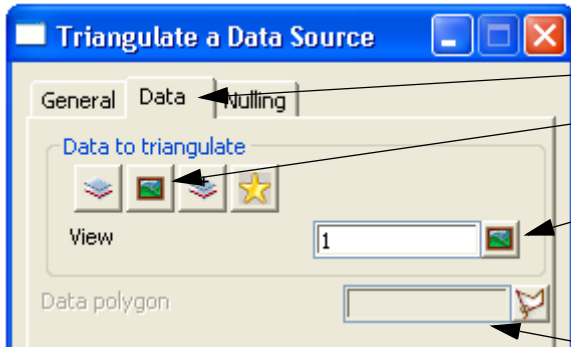 Triangulate a Data Source
General Data Nulling
Data to triangulate
View 1
Data polygon